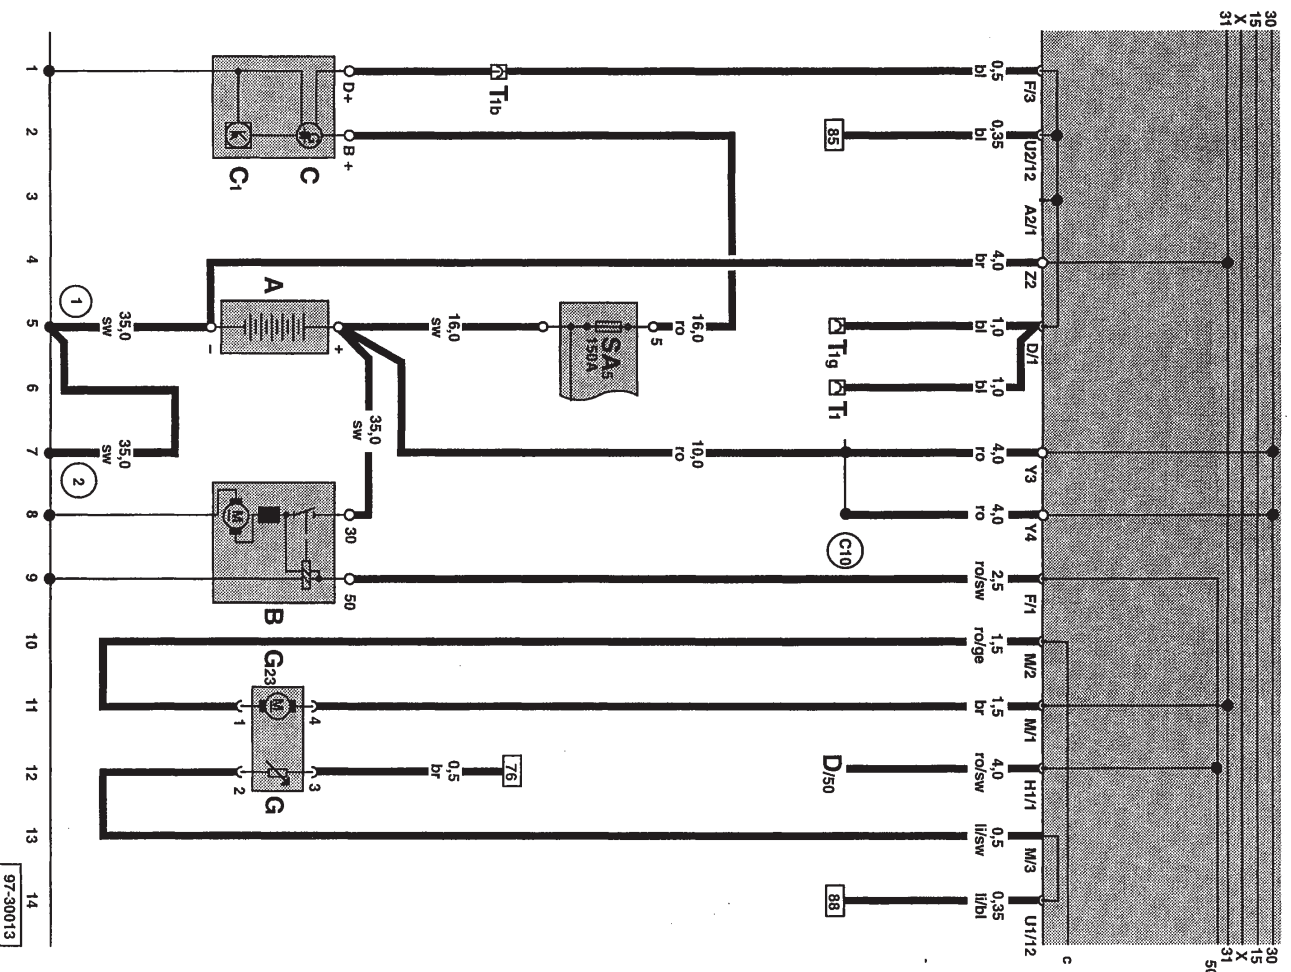 30 30
15 15
X X
31 31
c
F/3 U2/12 A2/1 Z2 D/1 Y3 Y4 F/1 M/2 M/1 H1/1 M/3 U1/12
0,5 0,35 4,0 1,0 1,0 4,0 4,0 2,5 1,5 1,5 4,0 0,5 0,35
bl bl br bl bl ro ro ro/sw ro/ge br ro/sw li/sw li/bl
85 T1g T1 C10 D/50 88
16,0 10,0
ro ro
5
SA5
150A
T1b 76
16,0 0,5
sw br
35,0
sw
D+ B+ + 30 50 4 3
C G A M B G23 M G
C1 K - 1 2
35,0 35,0
sw sw
1 2
1 2 3 4 5 6 7 8 9 10 11 12 13 14
97-30013